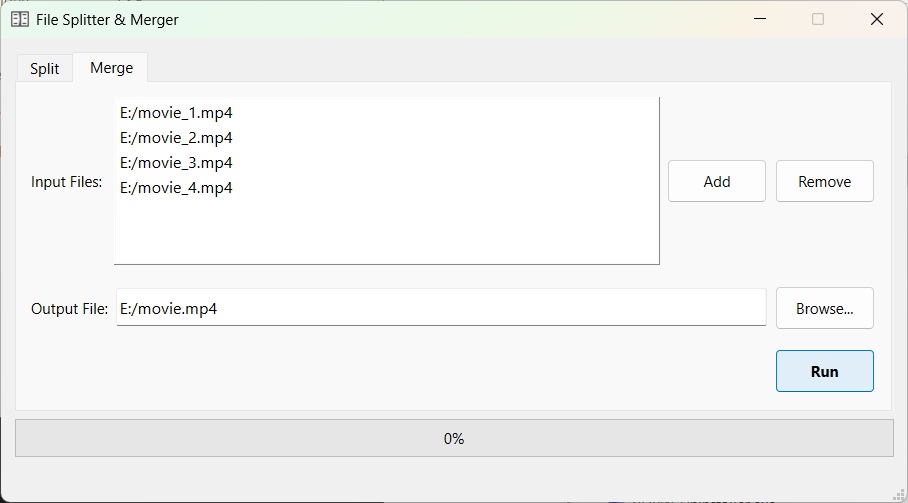 File Splitter & Merger
Split Merge
Input Files:
E:/movie_1.mp4
E:/movie_2.mp4
E:/movie_3.mp4
E:/movie_4.mp4
Add Remove
Output File: E:/movie.mp4 Browse...
Run
0%